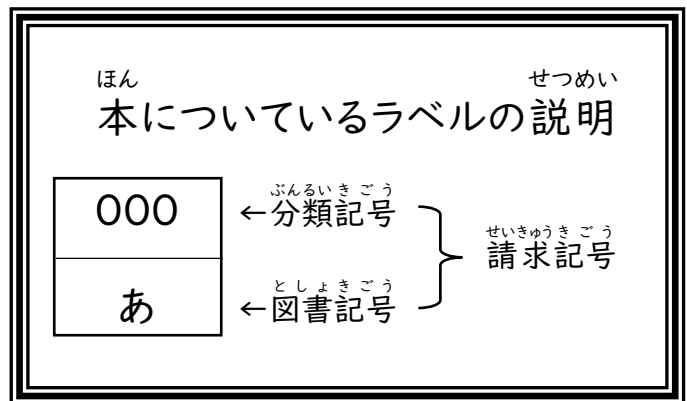 ほん せつめい
本についているラベルの説明
000
ぶんるいきごう
←分類記号
せいきゅうきごう
請求記号
あ
としょきごう
←図書記号